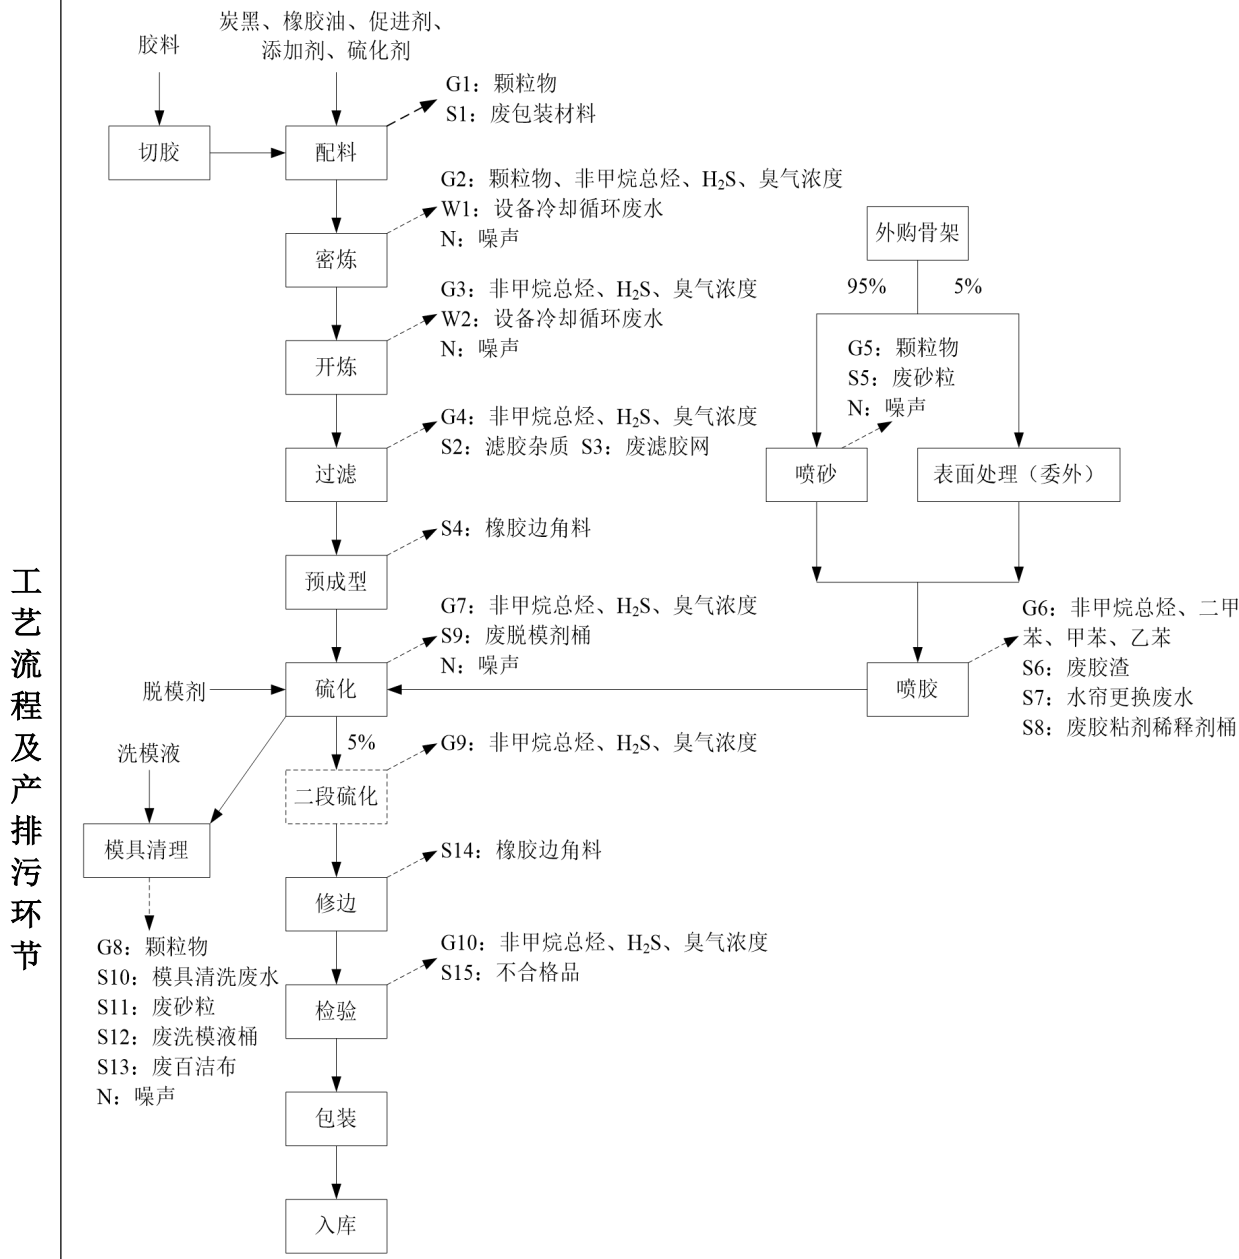 工艺流程及产排污环节
炭黑、橡胶油、促进剂、
添加剂、硫化剂
胶料
G1：颗粒物
S1：废包装材料
切胶
配料
G2：颗粒物、非甲烷总烃、H₂S、臭气浓度
W1：设备冷却循环废水
N：噪声
密炼
G3：非甲烷总烃、H₂S、臭气浓度
W2：设备冷却循环废水
N：噪声
开炼
G4：非甲烷总烃、H₂S、臭气浓度
S2：滤胶杂质 S3：废滤胶网
过滤
S4：橡胶边角料
预成型
外购骨架
95%
5%
G5：颗粒物
S5：废砂粒
N：噪声
喷砂
表面处理（委外）
G6：非甲烷总烃、二甲
苯、甲苯、乙苯
S6：废胶渣
S7：水帘更换废水
S8：废胶粘剂稀释剂桶
喷胶
G7：非甲烷总烃、H₂S、臭气浓度
S9：废脱模剂桶
N：噪声
脱模剂
硫化
5%
G9：非甲烷总烃、H₂S、臭气浓度
二段硫化
洗模液
模具清理
G8：颗粒物
S10：模具清洗废水
S11：废砂粒
S12：废洗模液桶
S13：废百洁布
N：噪声
S14：橡胶边角料
修边
G10：非甲烷总烃、H₂S、臭气浓度
S15：不合格品
检验
包装
入库